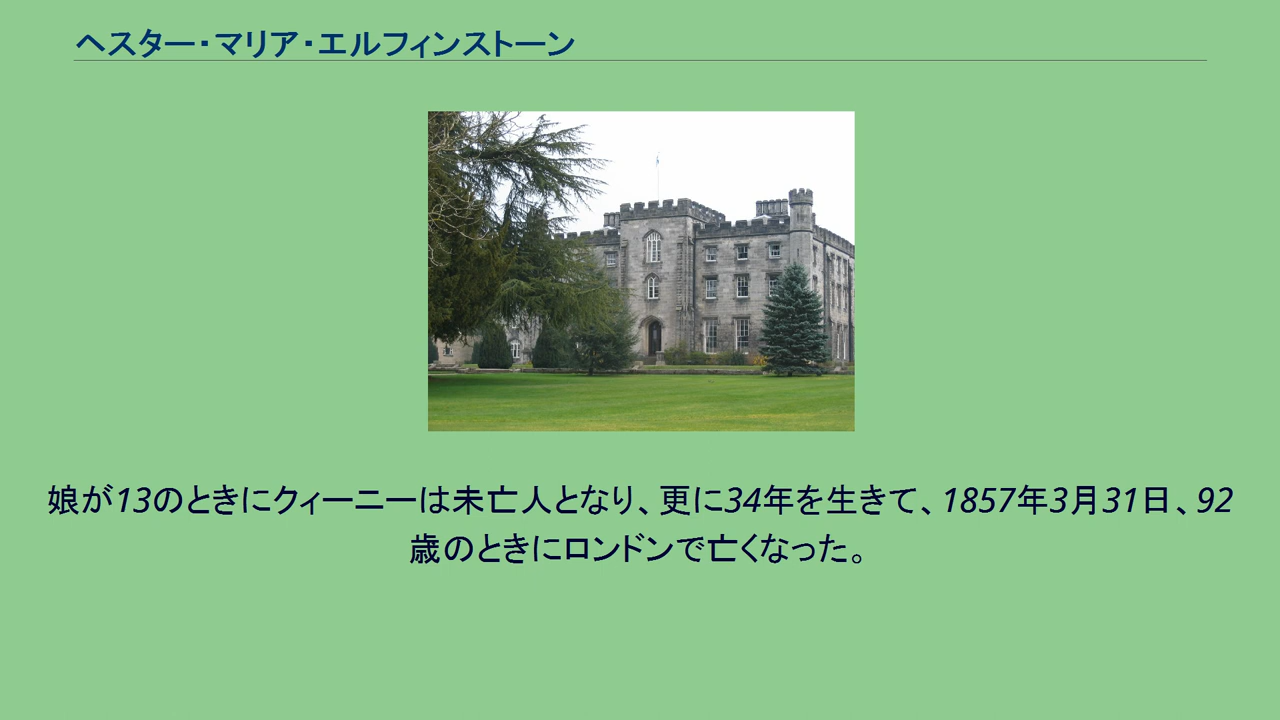 ヘスター・マリア・エルフィンストーン
娘が13のときにクィーニーは未亡人となり、更に34年を生きて、1857年3月31日、92
歳のときにロンドンで亡くなった。